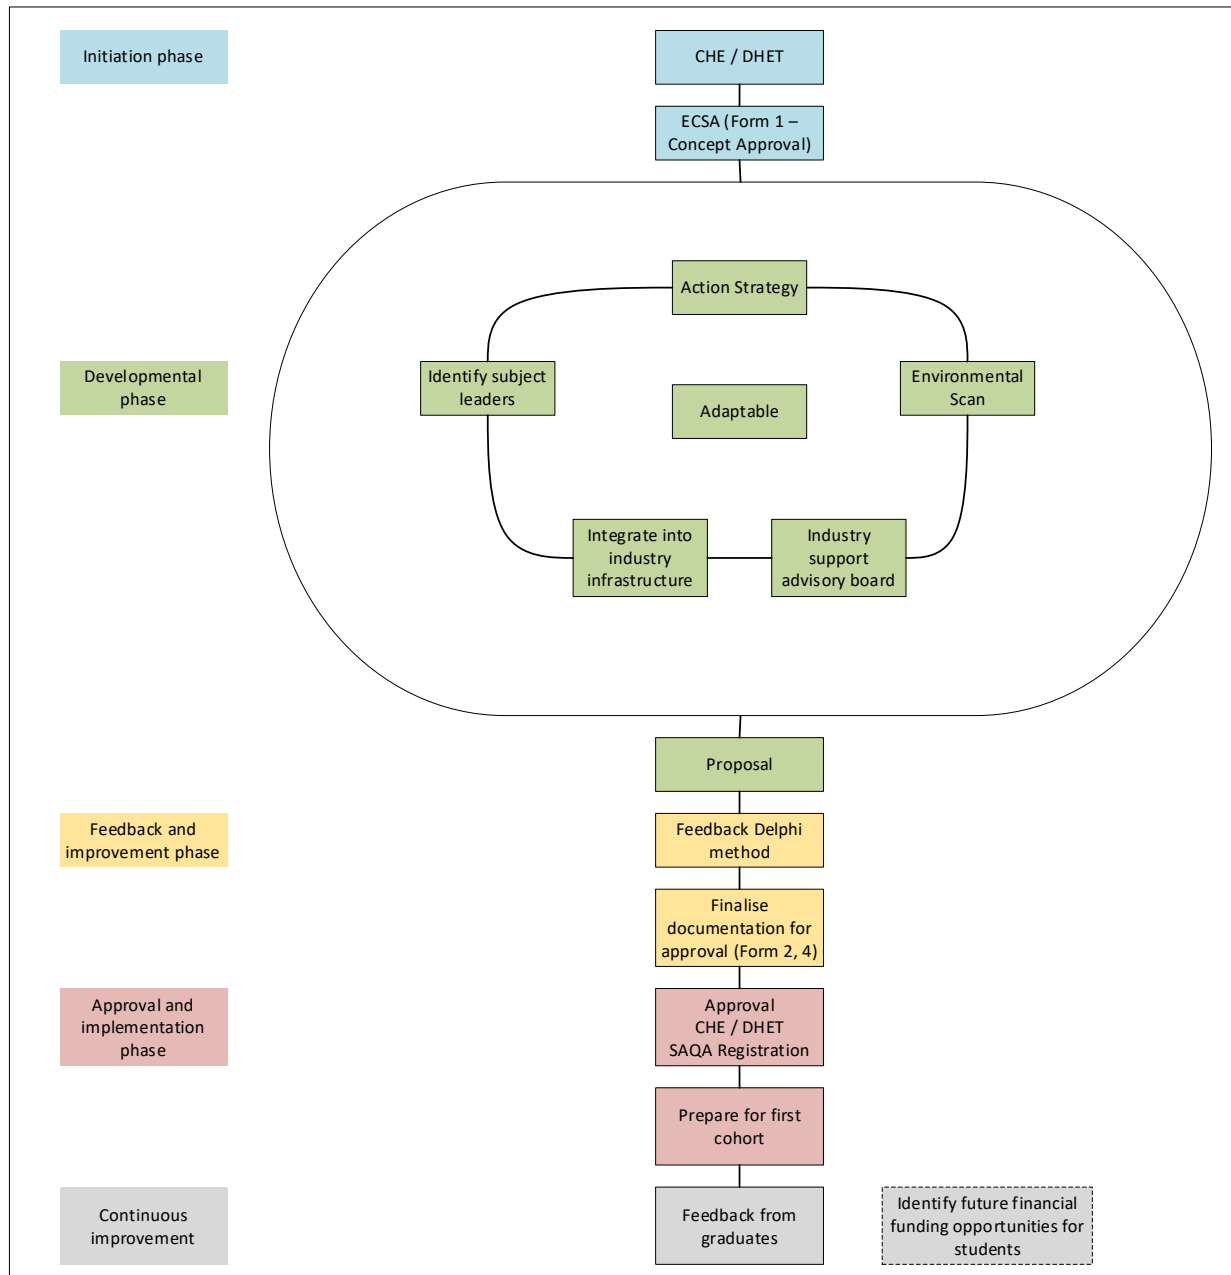 Initiation phase
CHE / DHET
ECSA (Form 1 –
Concept Approval)
Action Strategy
Developmental
phase
Identify subject
leaders
Adaptable
Environmental
Scan
Integrate into
industry
infrastructure
Industry
support
advisory board
Proposal
Feedback and
improvement phase
Feedback Delphi
method
Finalise
documentation for
approval (Form 2, 4)
Approval and
implementation
phase
Approval
CHE / DHET
SAQA Registration
Prepare for first
cohort
Continuous
improvement
Feedback from
graduates
Identify future financial
funding opportunities for
students